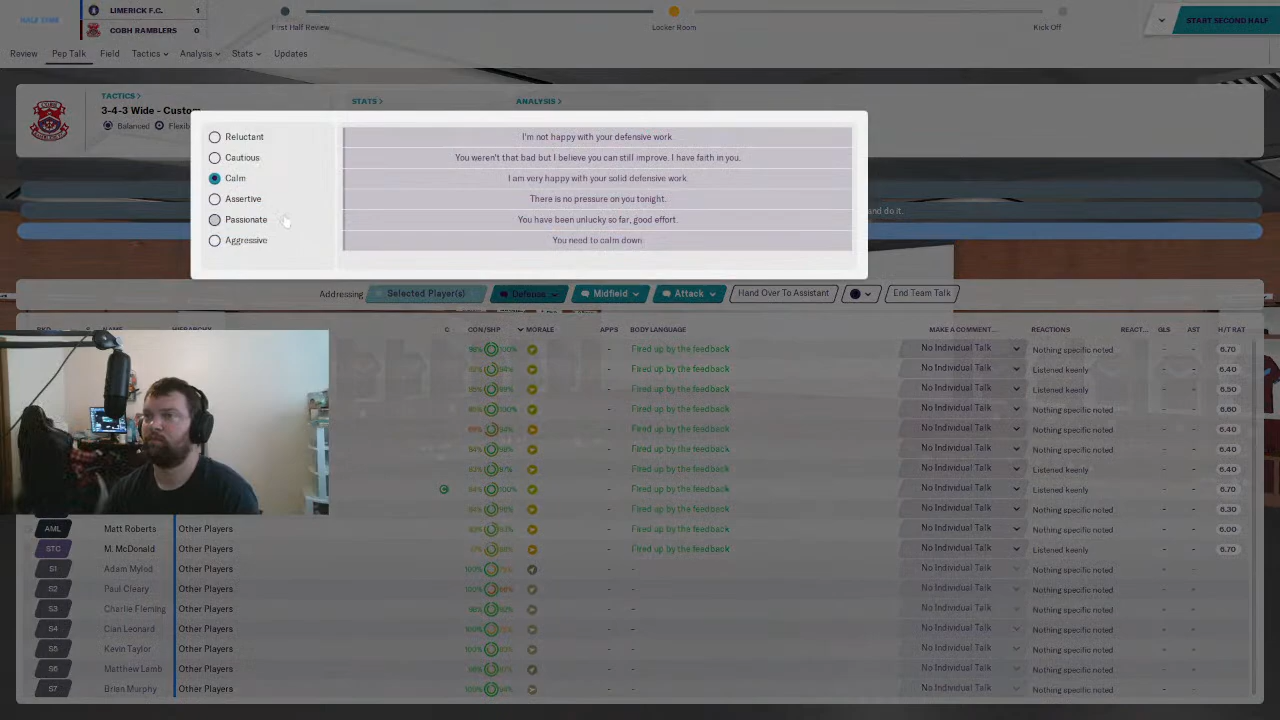 HALF TIME
LIMERICK F.C. 1
COBH RAMBLERS 0
First Half Review
Locker Room
Kick Off
START SECOND HALF
Review Pep Talk Field Tactics Analysis Stats Updates
TACTICS >
3-4-3 Wide - Custom
Balanced
STATS >
ANALYSIS >
Reluctant
Cautious
Calm
Assertive
Passionate
Aggressive
I'm not happy with your defensive work.
You weren't that bad but I believe you can still improve. I have faith in you.
I am very happy with your solid defensive work.
There is no pressure on you tonight.
You have been unlucky so far, good effort.
You need to calm down.
and do it.
Addressing Selected Player(s) Defense Midfield Attack Hand Over To Assistant End Team Talk
NAME HIERARCHY C CON/SHP MORALE APPS BODY LANGUAGE MAKE A COMMENT... REACTIONS REACT... GLS AST H/T RAT
100% - Fired up by the feedback No Individual Talk Nothing specific noted - - 6.70
- Fired up by the feedback No Individual Talk Listened keenly - - 6.40
- Fired up by the feedback No Individual Talk Listened keenly - - 6.50
100% - Fired up by the feedback No Individual Talk Nothing specific noted - - 6.60
- Fired up by the feedback No Individual Talk Nothing specific noted - - 6.40
- Fired up by the feedback No Individual Talk Nothing specific noted - - 6.40
- Fired up by the feedback No Individual Talk Listened keenly - - 6.40
100% - Fired up by the feedback No Individual Talk Listened keenly - - 6.70
- Fired up by the feedback No Individual Talk Nothing specific noted - - 6.30
AML Matt Roberts Other Players - Fired up by the feedback No Individual Talk Nothing specific noted - - 6.00
STC M. McDonald Other Players - Fired up by the feedback No Individual Talk Listened keenly - - 6.70
S1 Adam Mylod Other Players 100% - - No Individual Talk Nothing specific noted - -
S2 Paul Cleary Other Players 100% - - No Individual Talk Nothing specific noted - -
S3 Charlie Fleming Other Players - - No Individual Talk Nothing specific noted - -
S4 Cian Leonard Other Players 100% - - No Individual Talk Nothing specific noted - -
S5 Kevin Taylor Other Players 100% - - No Individual Talk Nothing specific noted - -
S6 Matthew Lamb Other Players - - No Individual Talk Nothing specific noted - -
S7 Brian Murphy Other Players 100% - - No Individual Talk Nothing specific noted - -